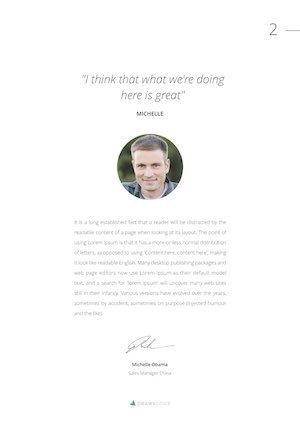 2
"I think that what we're doing
here is great"
MICHELLE
It is a long established fact that a reader will be distracted by the
readable content of a page when looking at its layout. The point of
using Lorem Ipsum is that it has a more-or-less normal distribution
of letters, as opposed to using 'Content here, content here', making
it look like readable English. Many desktop publishing packages and
web page editors now use Lorem Ipsum as their default model
text, and a search for 'lorem ipsum' will uncover many web sites
still in their infancy. Various versions have evolved over the years,
sometimes by accident, sometimes on purpose (injected humour
and the like).
Michelle Obama
Sales Manager China